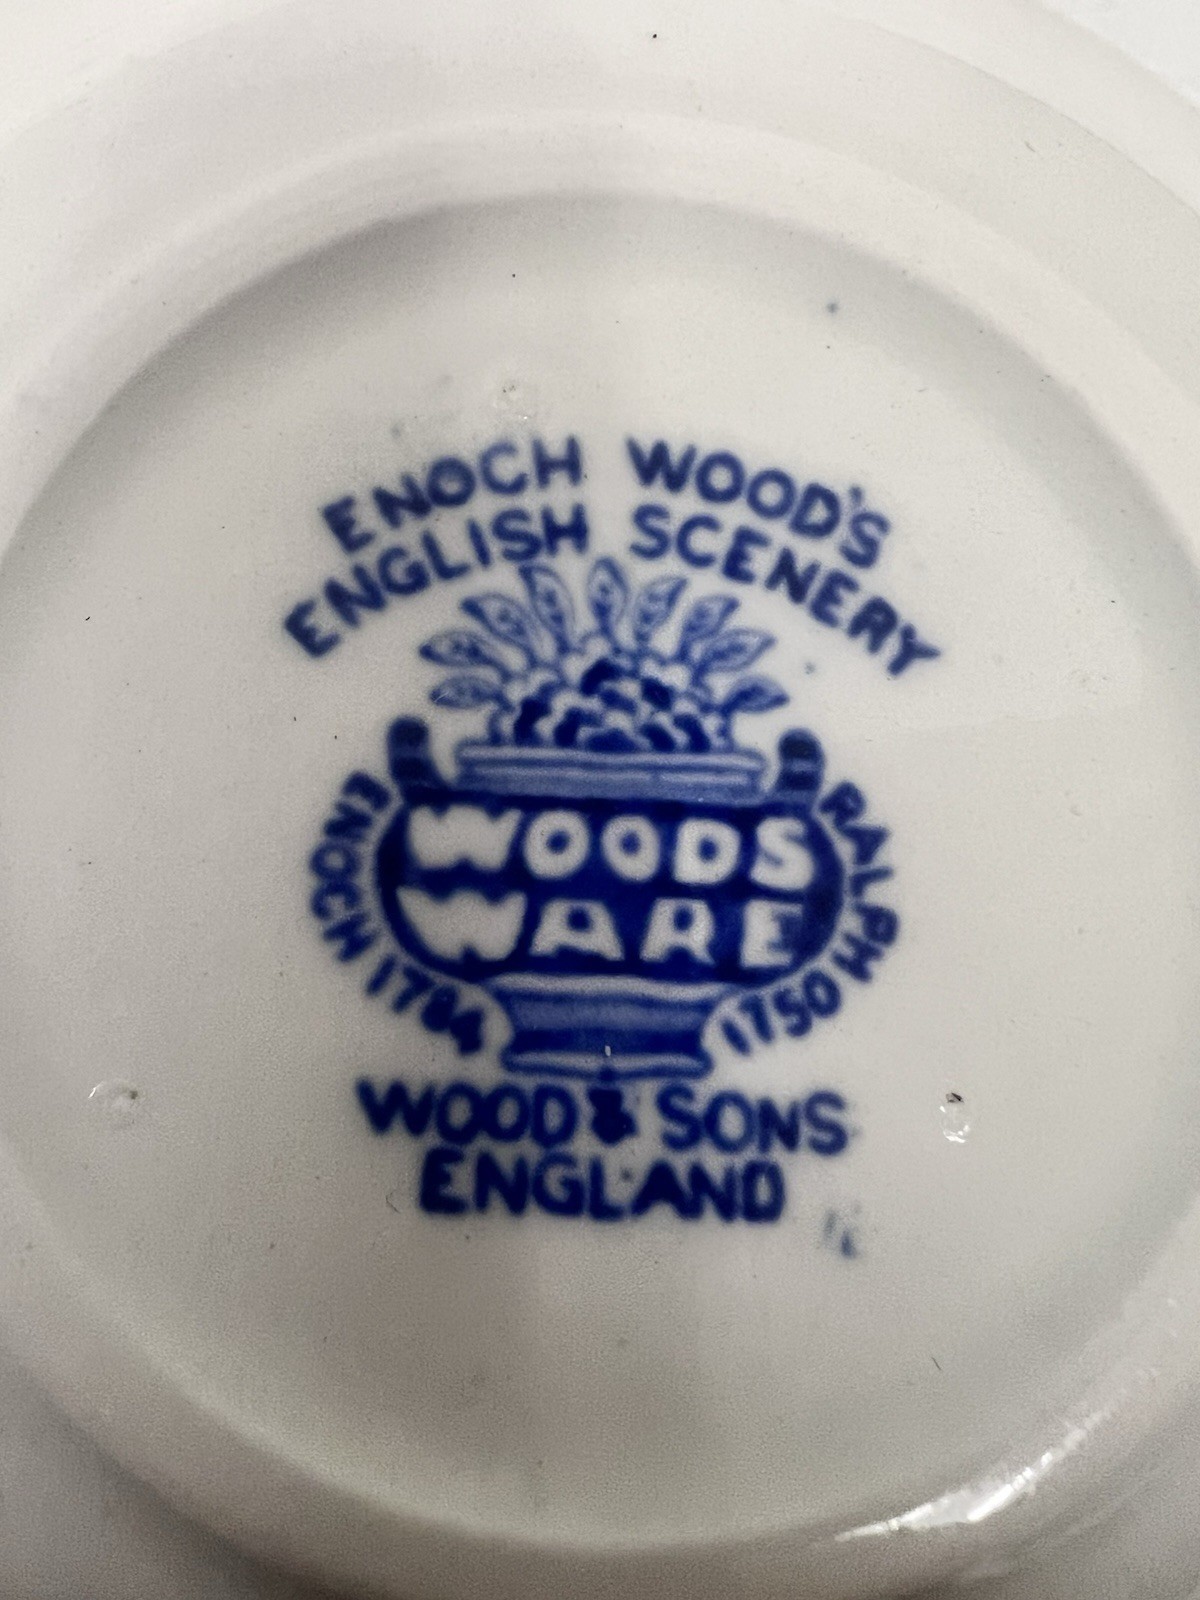 ENOCH WOOD'S
ENGLISH SCENERY
WOODS
WARE
ENOCH 1784
RALPH 1750
WOOD & SONS
ENGLAND